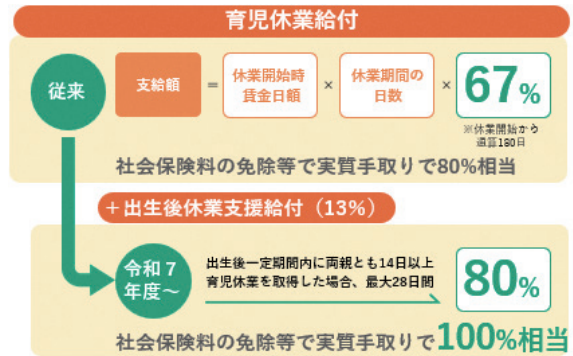 育児休業給付
従来
支給額 = 休業開始時賃金日額 × 休業期間の日数 × 67%
※休業開始から
通算180日
社会保険料の免除等で実質手取りで80%相当
+出生後休業支援給付（13%）
令和７
年度～
出生後一定期間内に両親とも14日以上
育児休業を取得した場合、最大28日間
80%
社会保険料の免除等で実質手取りで100%相当